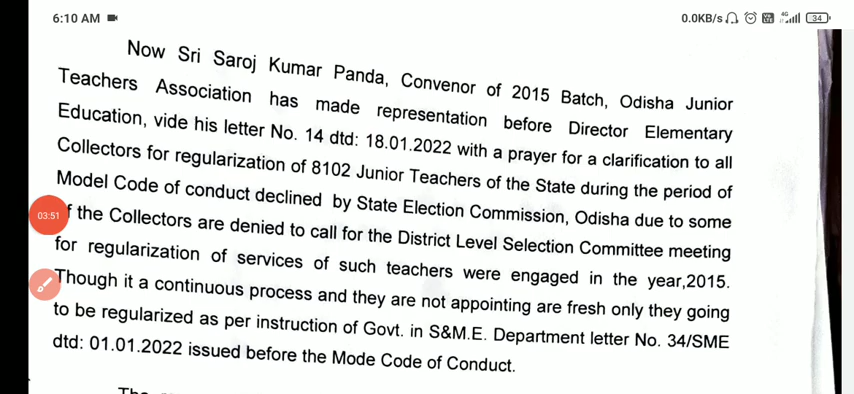 6:10 AM 0.0KB/s 4G 34
Now Sri Saroj Kumar Panda, Convenor of 2015 Batch, Odisha Junior
Teachers Association has made representation before Director Elementary
Education, vide his letter No. 14 dtd: 18.01.2022 with a prayer for a clarification to all
Collectors for regularization of 8102 Junior Teachers of the State during the period of
Model Code of conduct declined by State Election Commission, Odisha due to some
03:51
the Collectors are denied to call for the District Level Selection Committee meeting
for regularization of services of such teachers were engaged in the year,2015.
Though it a continuous process and they are not appointing are fresh only they going
to be regularized as per instruction of Govt. in S&M.E. Department letter No. 34/SME
dtd: 01.01.2022 issued before the Mode Code of Conduct.